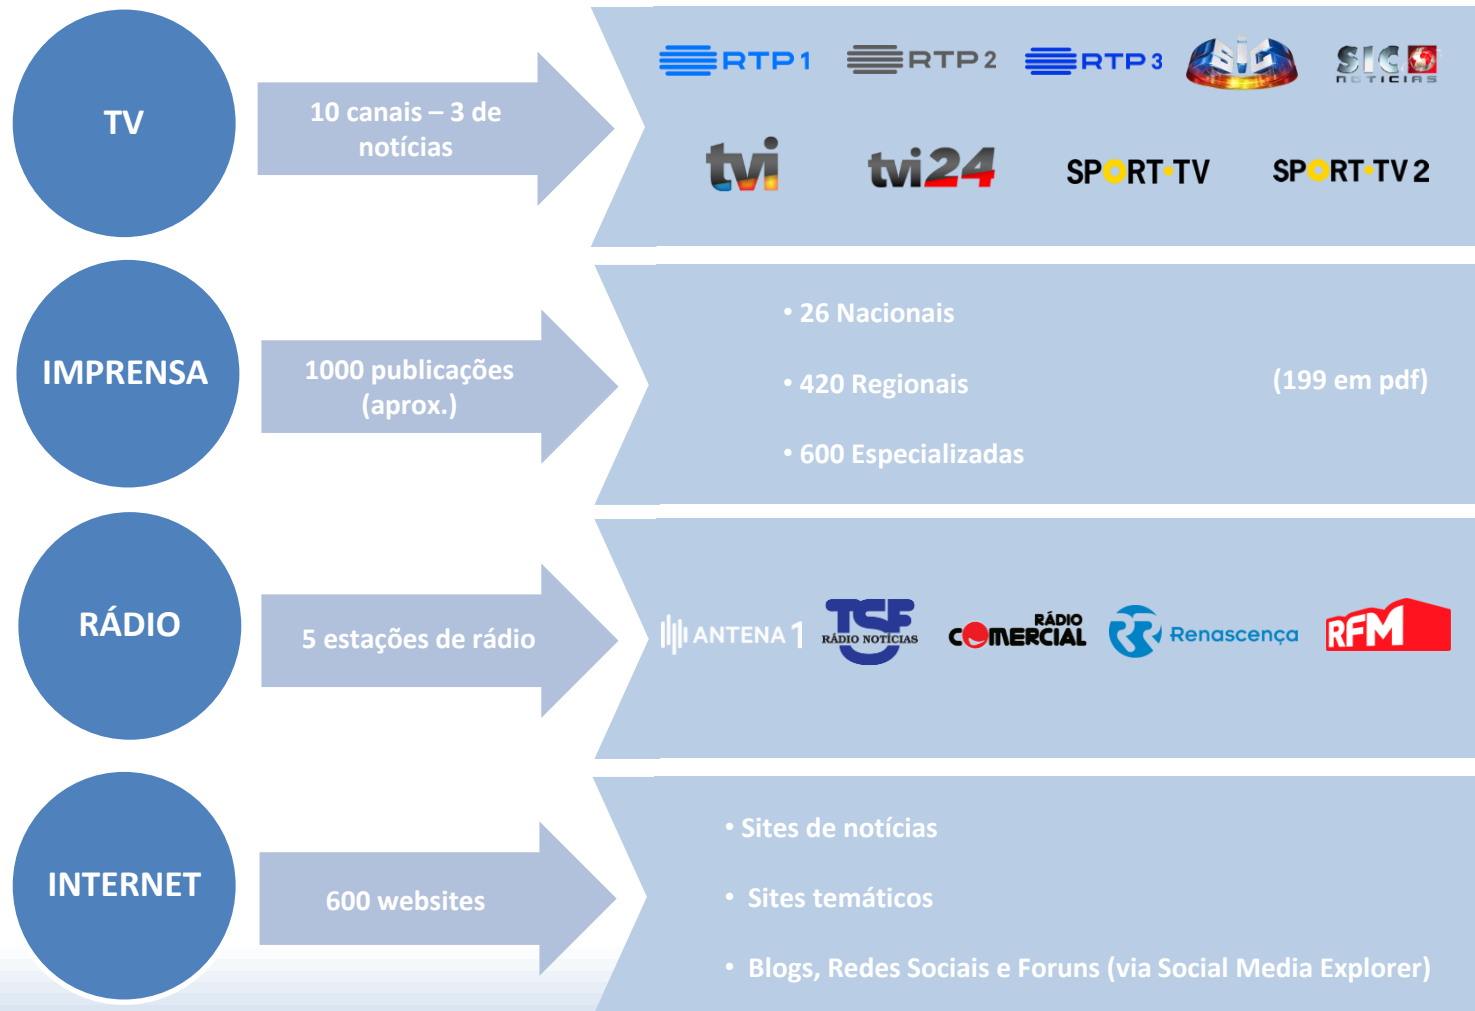 TV
10 canais – 3 de
notícias
RTP1
RTP2
RTP3
SIC
SIC
NOTÍCIAS
tvi
tvi24
SPORT•TV
SPORT•TV2
IMPRENSA
1000 publicações
(aprox.)
• 26 Nacionais
• 420 Regionais
(199 em pdf)
• 600 Especializadas
RÁDIO
5 estações de rádio
ANTENA 1
TSF
RÁDIO NOTÍCIAS
RÁDIO
COMERCIAL
RR Renascença
RFM
INTERNET
600 websites
• Sites de notícias
• Sites temáticos
• Blogs, Redes Sociais e Foruns (via Social Media Explorer)